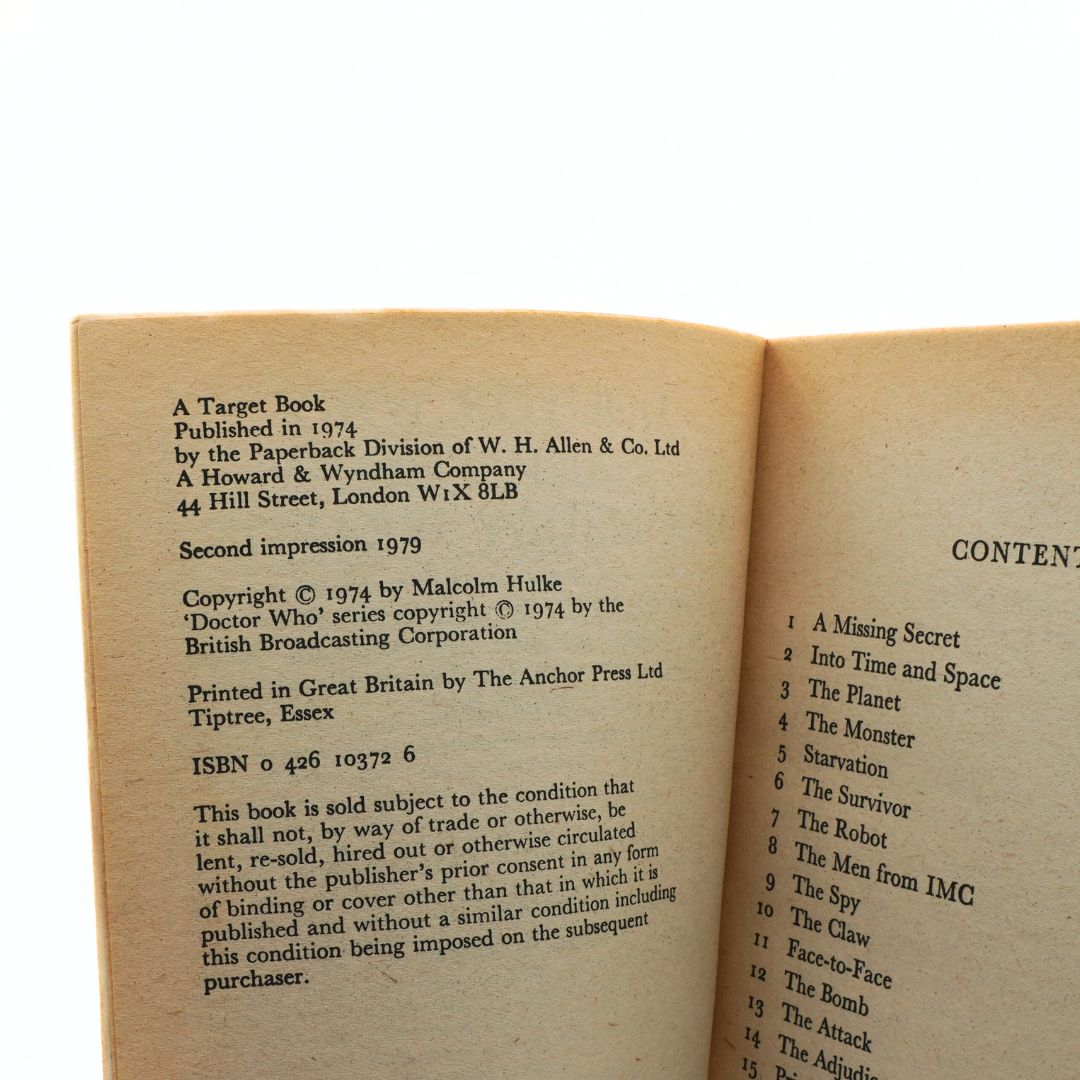 A Target Book
Published in 1974
by the Paperback Division of W. H. Allen & Co. Ltd
A Howard & Wyndham Company
44 Hill Street, London W1X 8LB
Second impression 1979
Copyright © 1974 by Malcolm Hulke
'Doctor Who' series copyright © 1974 by the
British Broadcasting Corporation
Printed in Great Britain by The Anchor Press Ltd
Tiptree, Essex
ISBN 0 426 10372 6
This book is sold subject to the condition that
it shall not, by way of trade or otherwise, be
lent, re-sold, hired out or otherwise circulated
without the publisher's prior consent in any form
of binding or cover other than that in which it is
published and without a similar condition including
this condition being imposed on the subsequent
purchaser.
CONTENT
1 A Missing Secret
2 Into Time and Space
3 The Planet
4 The Monster
5 Starvation
6 The Survivor
7 The Robot
8 The Men from IMC
9 The Spy
10 The Claw
11 Face-to-Face
12 The Bomb
13 The Attack
14 The
15